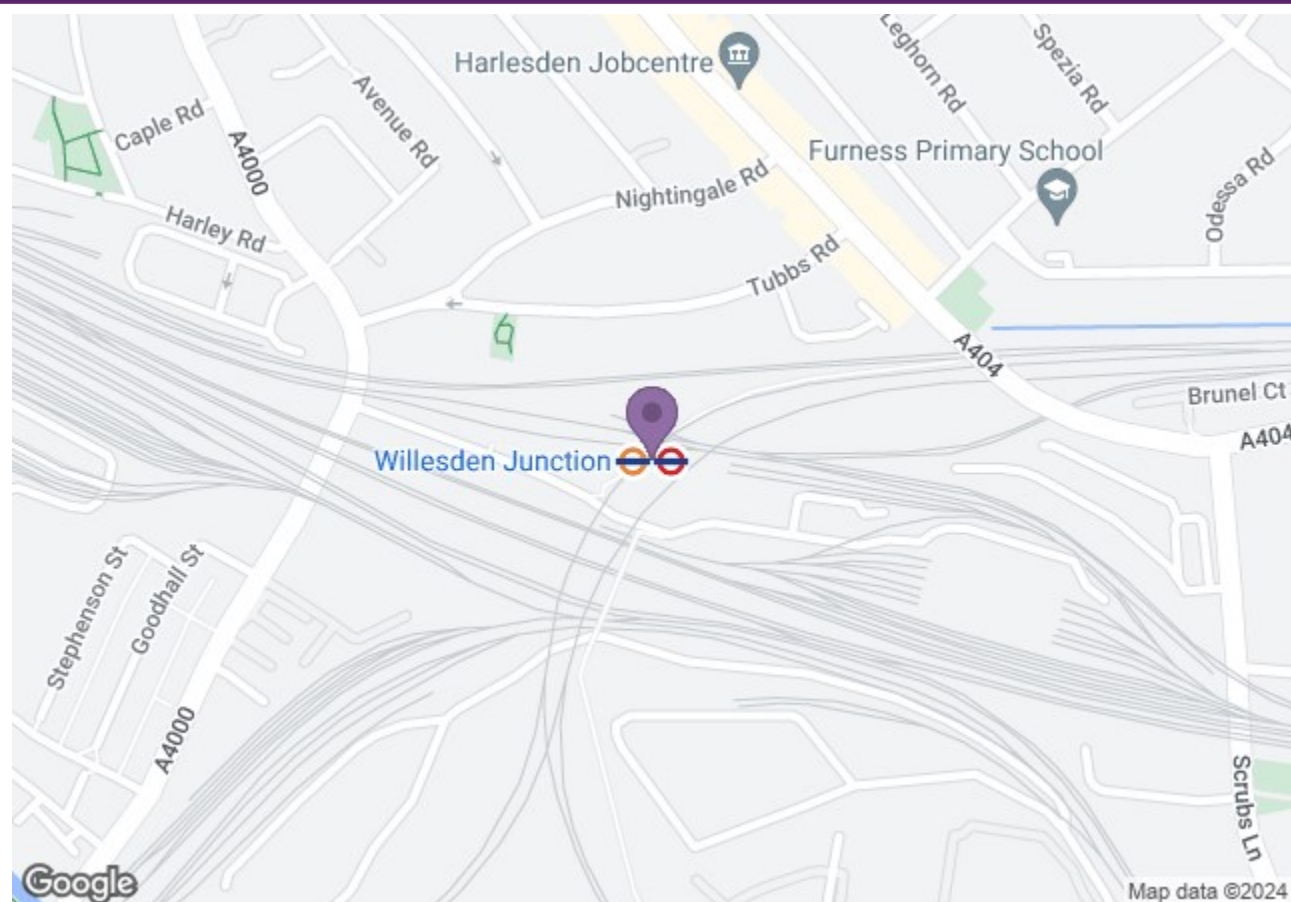 Harlesden Jobcentre
Leghorn Rd
Spezia Rd
Caple Rd
A4000
Avenue Rd
Furness Primary School
Nightingale Rd
Odessa Rd
Harley Rd
Tubbs Rd
A404
Brunel Ct
A404
Willesden Junction
Stephenson St
Goodhall St
A4000
Scrubs Ln
Google
Map data ©2024